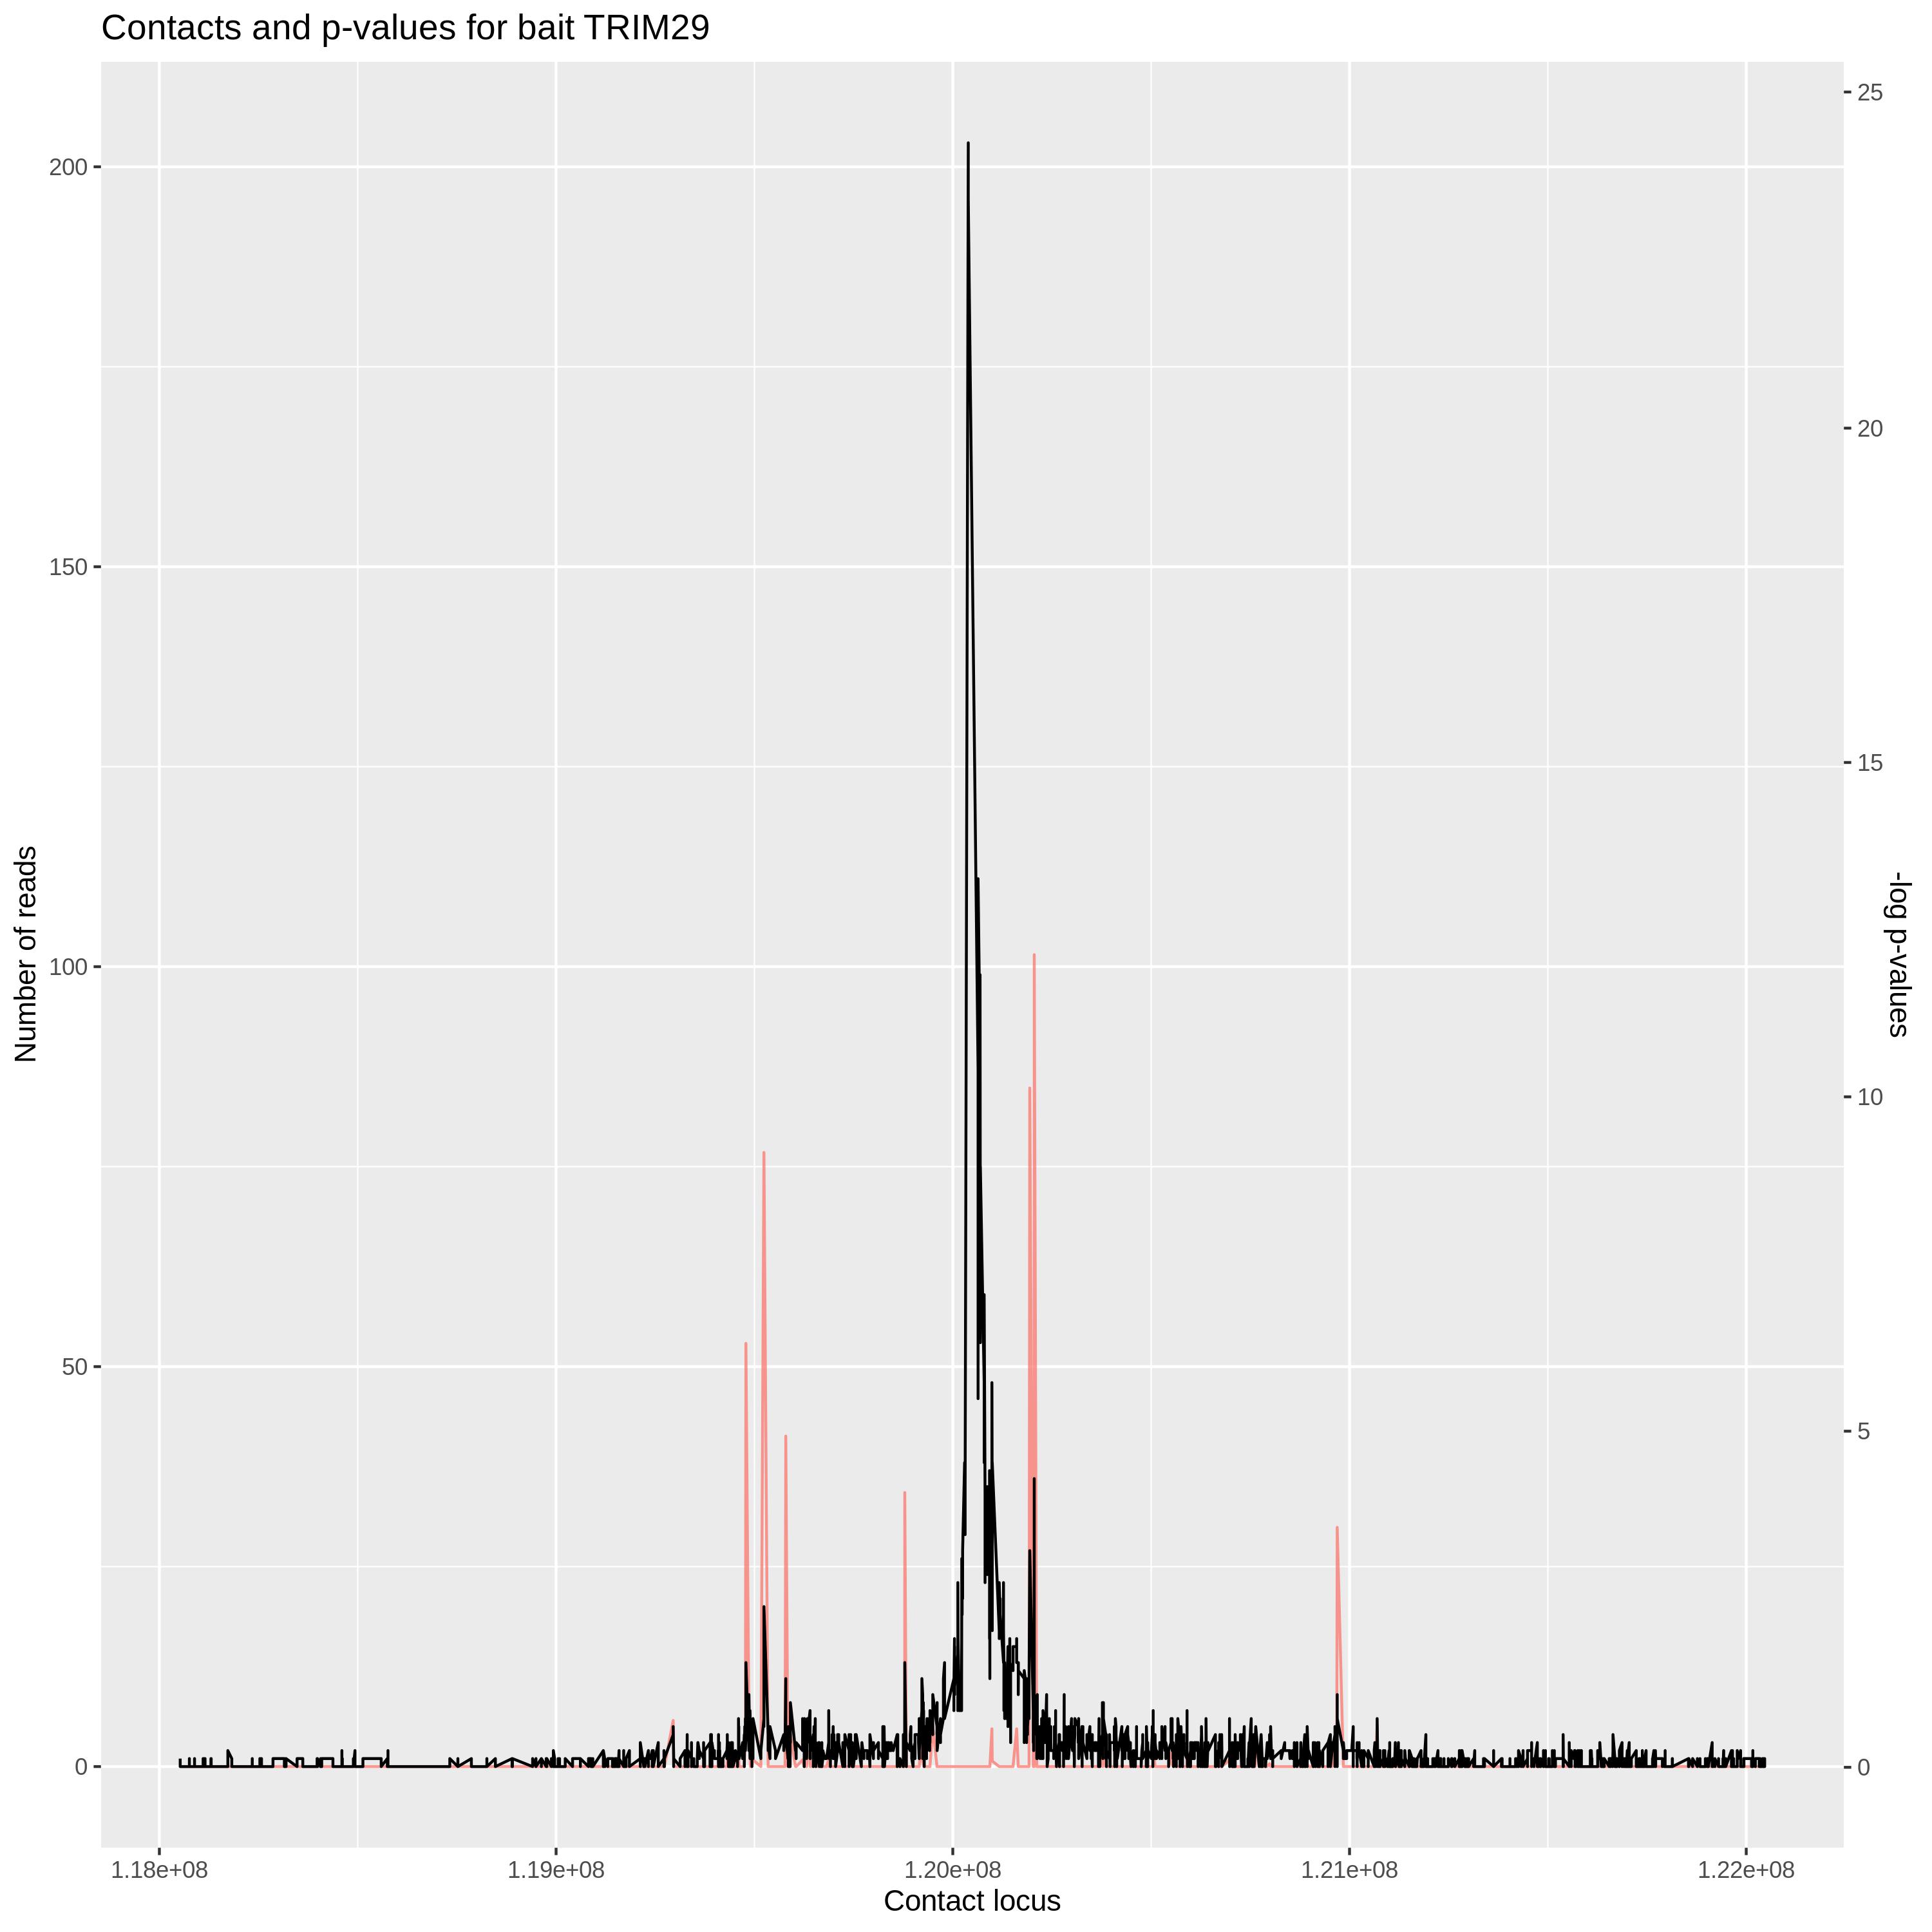 Contacts and p-values for bait TRIM29
25
200
20
150
15
Number of reads
-log p-values
100
10
50
5
0
0
1.18e+08
1.19e+08
1.20e+08
1.21e+08
1.22e+08
Contact locus